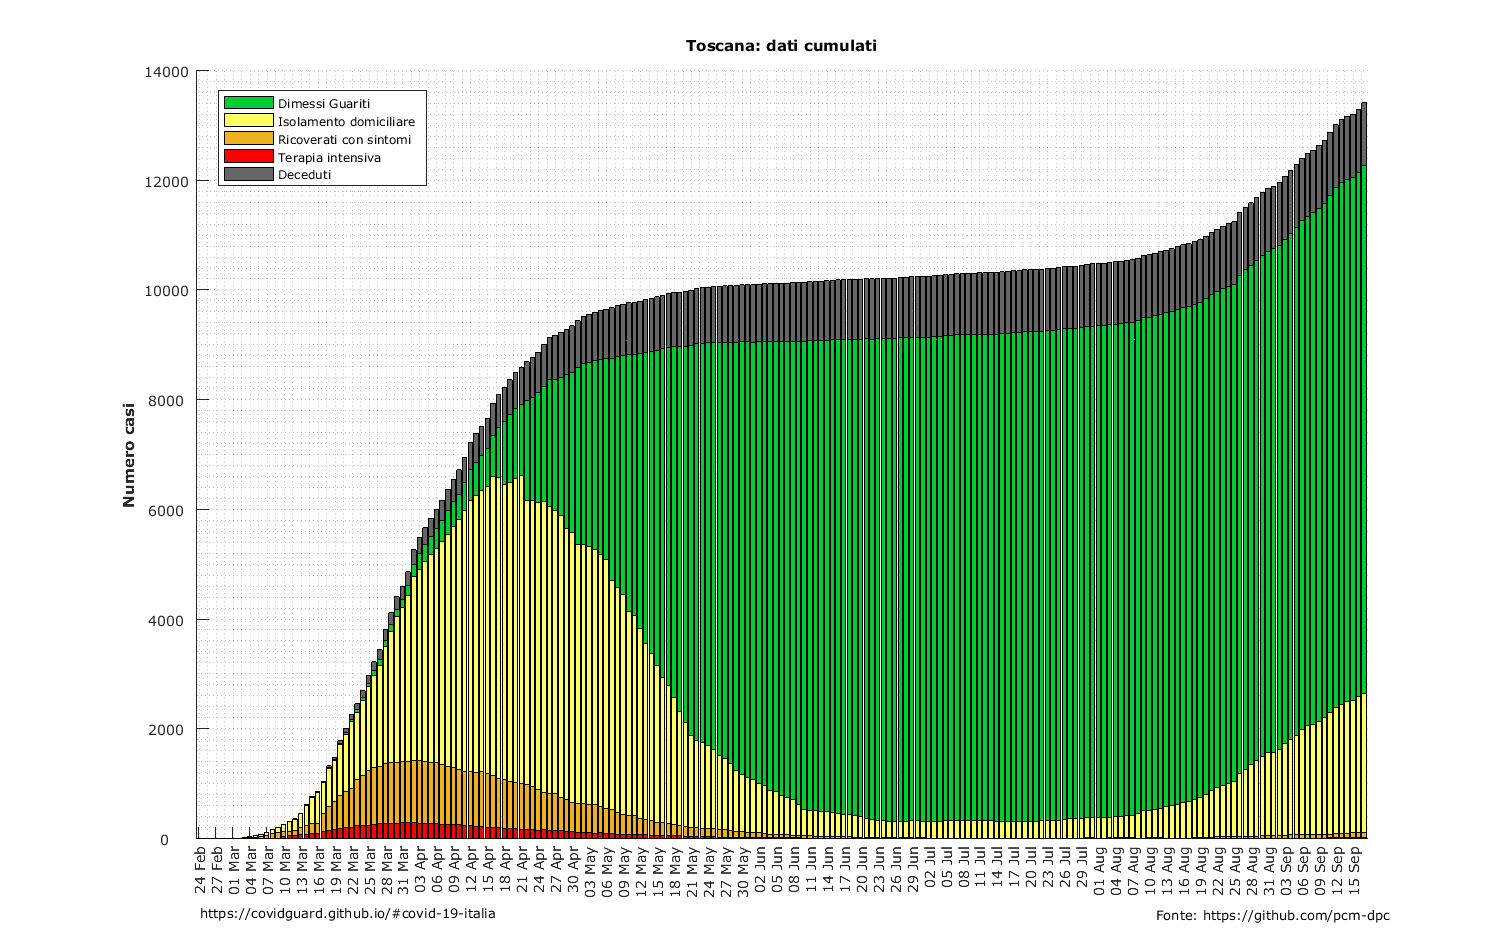 Toscana: dati cumulati
14000
12000
10000
8000
6000
4000
2000
0
Numero casi
Dimessi Guariti
Isolamento domiciliare
Ricoverati con sintomi
Terapia intensiva
Deceduti
24 Feb
27 Feb
01 Mar
04 Mar
07 Mar
10 Mar
13 Mar
16 Mar
19 Mar
22 Mar
25 Mar
28 Mar
31 Mar
03 Apr
06 Apr
09 Apr
12 Apr
15 Apr
18 Apr
21 Apr
24 Apr
27 Apr
30 Apr
03 May
06 May
09 May
12 May
15 May
18 May
21 May
24 May
27 May
30 May
02 Jun
05 Jun
08 Jun
11 Jun
14 Jun
17 Jun
20 Jun
23 Jun
26 Jun
29 Jun
02 Jul
05 Jul
08 Jul
11 Jul
14 Jul
17 Jul
20 Jul
23 Jul
26 Jul
29 Jul
01 Aug
04 Aug
07 Aug
10 Aug
13 Aug
16 Aug
19 Aug
22 Aug
25 Aug
28 Aug
31 Aug
03 Sep
06 Sep
09 Sep
12 Sep
15 Sep
https://covidguard.github.io/#covid-19-italia
Fonte: https://github.com/pcm-dpc